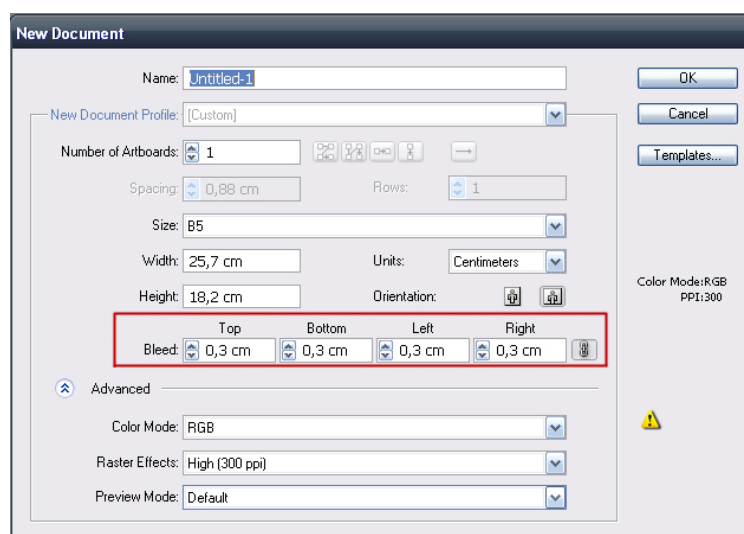 New Document
Name: Untitled-1
OK
New Document Profile: [Custom]
Cancel
Number of Artboards: 1
Templates...
Spacing: 0,88 cm Rows: 1
Size: B5
Width: 25,7 cm Units: Centimeters
Height: 18,2 cm Orientation:
Color Mode:RGB
PPI:300
Top Bottom Left Right
Bleed: 0,3 cm 0,3 cm 0,3 cm 0,3 cm
Advanced
Color Mode: RGB
Raster Effects: High (300 ppi)
Preview Mode: Default